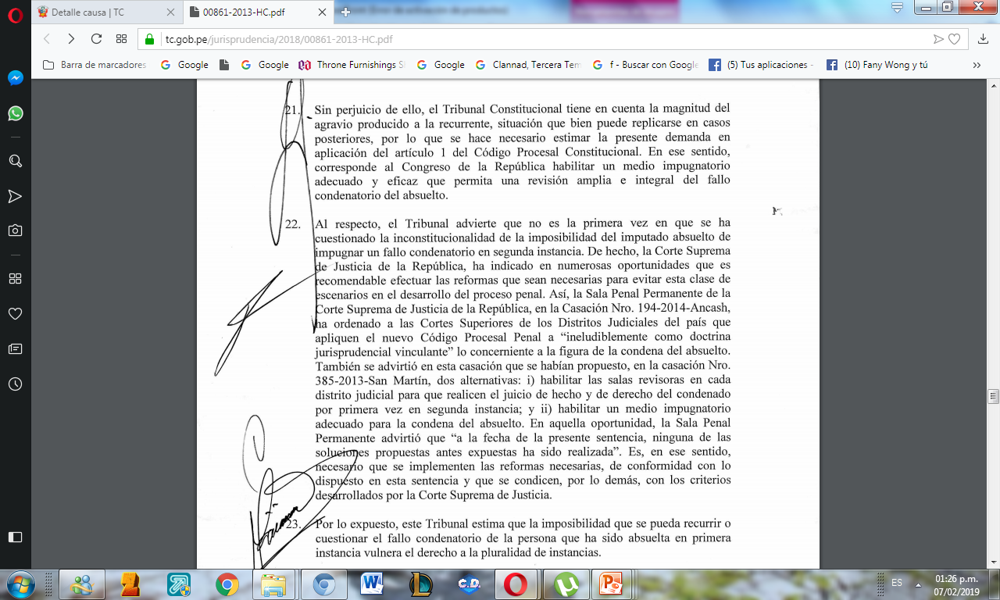 Detalle causa | TC
00861-2013-HC.pdf
tc.gob.pe/jurisprudencia/2018/00861-2013-HC.pdf
Barra de marcadores
Google
Google
Throne Furnishings S
Google
Clannad, Tercera Tem
f - Buscar con Google
(5) Tus aplicaciones -
(10) Fany Wong y tú
21. Sin perjuicio de ello, el Tribunal Constitucional tiene en cuenta la magnitud del
agravio producido a la recurrente, situación que bien puede replicarse en casos
posteriores, por lo que se hace necesario estimar la presente demanda en
aplicación del artículo 1 del Código Procesal Constitucional. En ese sentido,
corresponde al Congreso de la República habilitar un medio impugnatorio
adecuado y eficaz que permita una revisión amplia e integral del fallo
condenatorio del absuelto.
22. Al respecto, el Tribunal advierte que no es la primera vez en que se ha
cuestionado la inconstitucionalidad de la imposibilidad del imputado absuelto de
impugnar un fallo condenatorio en segunda instancia. De hecho, la Corte Suprema
de Justicia de la República, ha indicado en numerosas oportunidades que es
recomendable efectuar las reformas que sean necesarias para evitar esta clase de
escenarios en el desarrollo del proceso penal. Así, la Sala Penal Permanente de la
Corte Suprema de Justicia de la República, en la Casación Nro. 194-2014-Ancash,
ha ordenado a las Cortes Superiores de los Distritos Judiciales del país que
apliquen el nuevo Código Procesal Penal a “ineludiblemente como doctrina
jurisprudencial vinculante” lo concerniente a la figura de la condena del absuelto.
También se advirtió en esta casación que se habían propuesto, en la casación Nro.
385-2013-San Martín, dos alternativas: i) habilitar las salas revisoras en cada
distrito judicial para que realicen el juicio de hecho y de derecho del condenado
por primera vez en segunda instancia; y ii) habilitar un medio impugnatorio
adecuado para la condena del absuelto. En aquella oportunidad, la Sala Penal
Permanente advirtió que “a la fecha de la presente sentencia, ninguna de las
soluciones propuestas antes expuestas ha sido realizada”. Es, en ese sentido,
necesario que se implementen las reformas necesarias, de conformidad con lo
dispuesto en esta sentencia y que se condicen, por lo demás, con los criterios
desarrollados por la Corte Suprema de Justicia.
23. Por lo expuesto, este Tribunal estima que la imposibilidad que se pueda recurrir o
cuestionar el fallo condenatorio de la persona que ha sido absuelta en primera
instancia vulnera el derecho a la pluralidad de instancias.
C.D.
ES
01:26 p.m.
07/02/2019